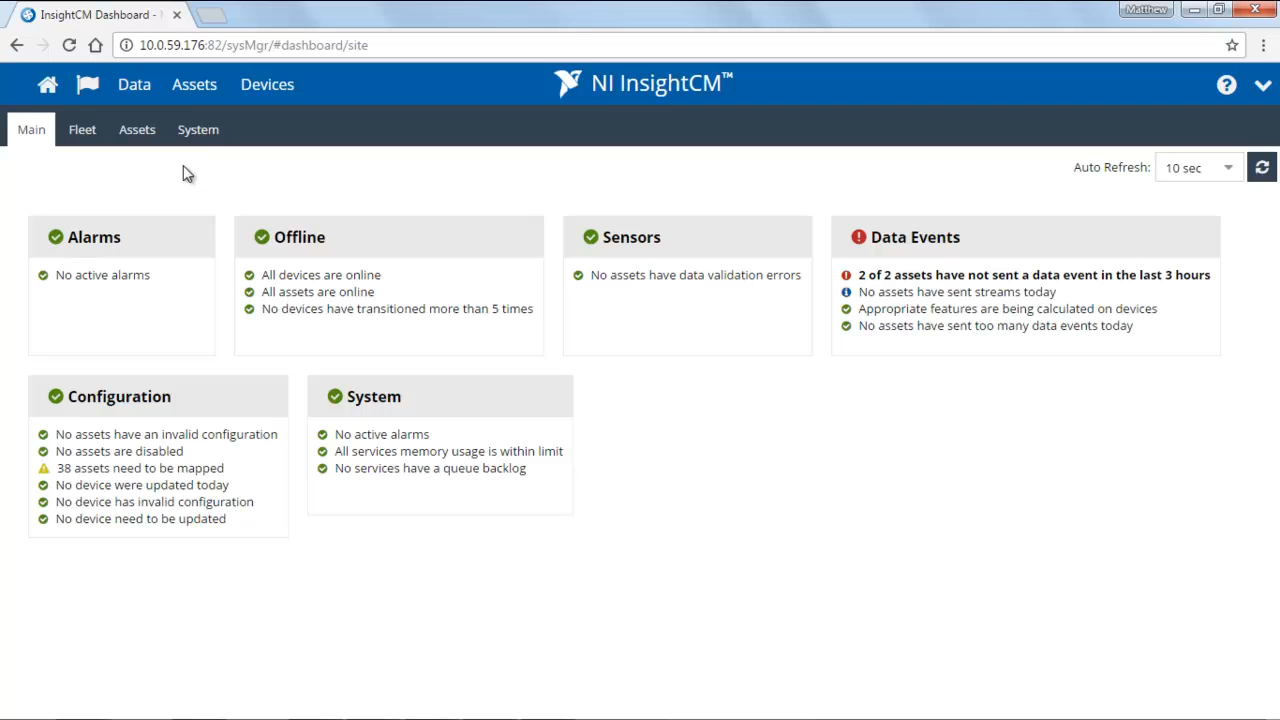 InsightCM Dashboard -
Matthew
10.0.59.176:82/sysMgr/#dashboard/site
Data
Assets
Devices
NI InsightCM™
Main
Fleet
Assets
System
Auto Refresh:
10 sec
Alarms
No active alarms
Offline
All devices are online
All assets are online
No devices have transitioned more than 5 times
Sensors
No assets have data validation errors
Data Events
2 of 2 assets have not sent a data event in the last 3 hours
No assets have sent streams today
Appropriate features are being calculated on devices
No assets have sent too many data events today
Configuration
No assets have an invalid configuration
No assets are disabled
38 assets need to be mapped
No device were updated today
No device has invalid configuration
No device need to be updated
System
No active alarms
All services memory usage is within limit
No services have a queue backlog